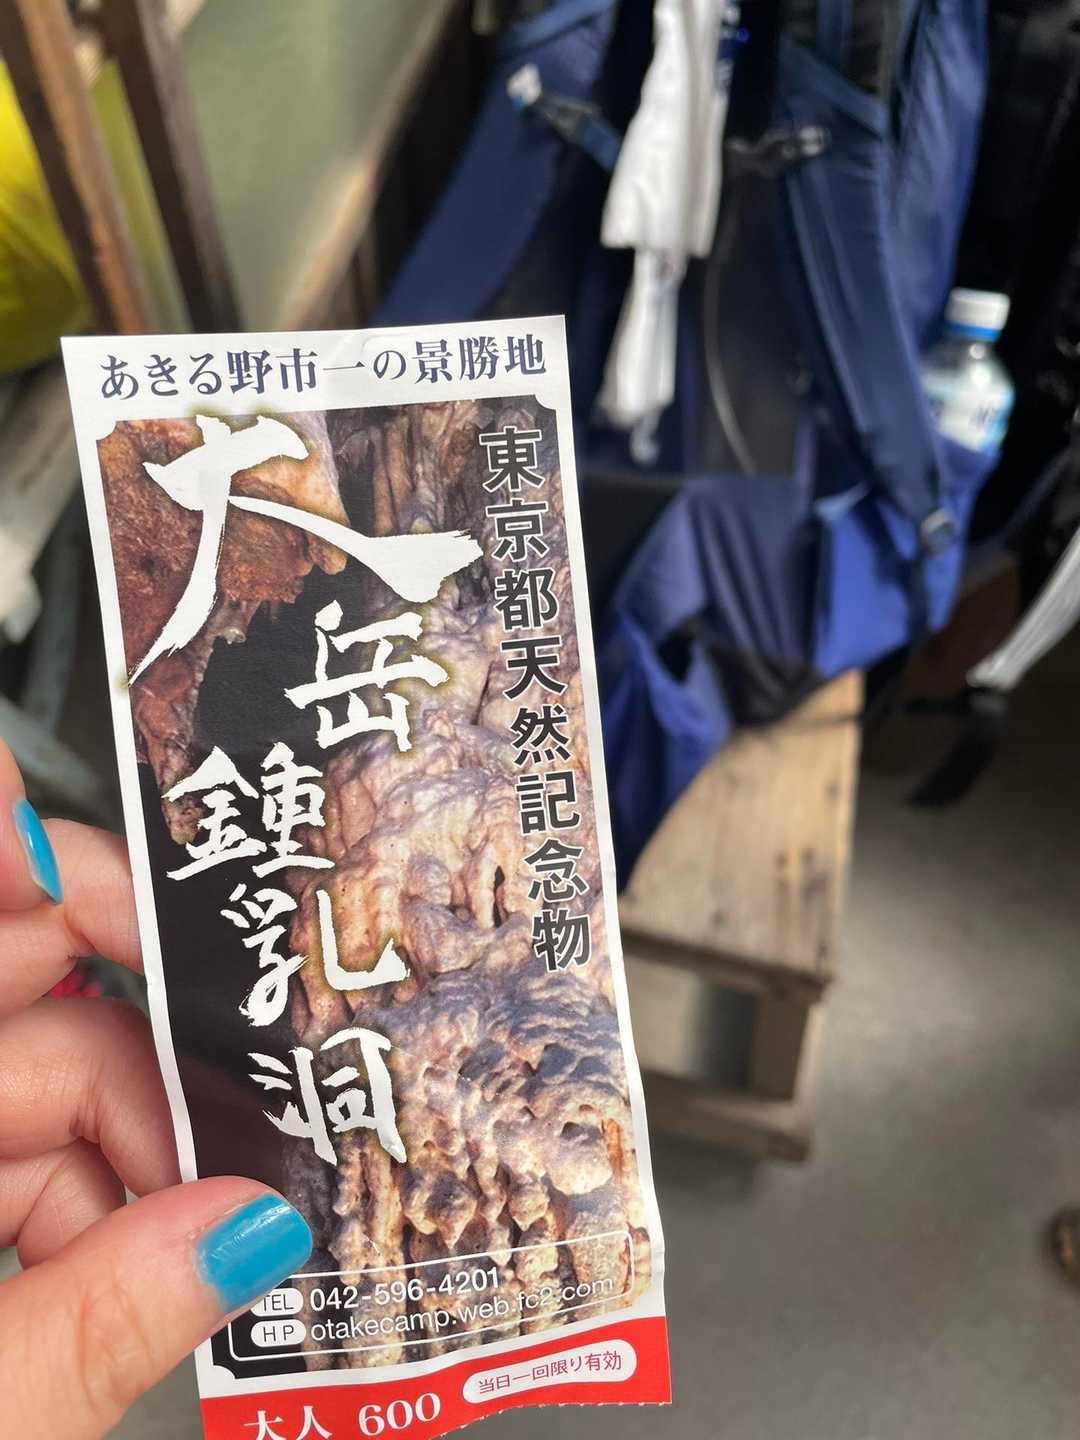 あきる野市一の景勝地
東京都天然記念物
大岳鍾乳洞
TEL 042-596-4201
HP otakecamp.web.fc2.com
大人 600
当日一回限り有効